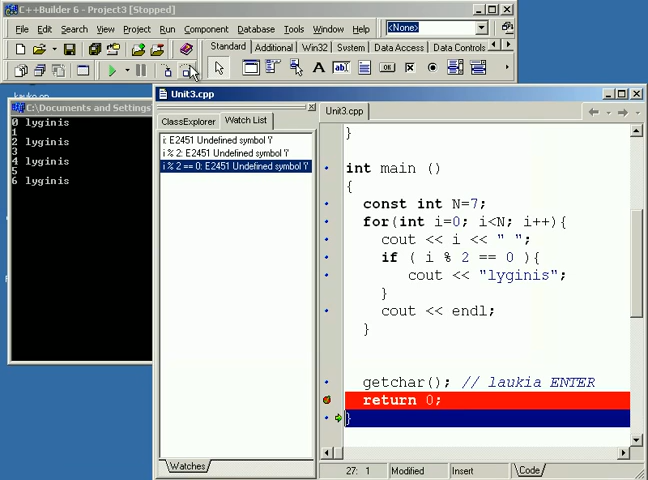 C++Builder 6 - Project3 [Stopped]
File Edit Search View Project Run Component Database Tools Window Help
<None>
Standard Additional Win32 System Data Access Data Controls
C:\Documents and Settings
0 lyginis
1
2 lyginis
3
4 lyginis
5
6 lyginis
Unit3.cpp
ClassExplorer Watch List
i: E2451 Undefined symbol 'i'
i % 2: E2451 Undefined symbol 'i'
i % 2 == 0: E2451 Undefined symbol 'i'
Watches
Unit3.cpp
}
int main ()
{
const int N=7;
for(int i=0; i<N; i++){
cout << i << " ";
if ( i % 2 == 0 ){
cout << "lyginis";
}
cout << endl;
}
getchar(); // laukia ENTER
return 0;
}
27: 1 Modified Insert Code